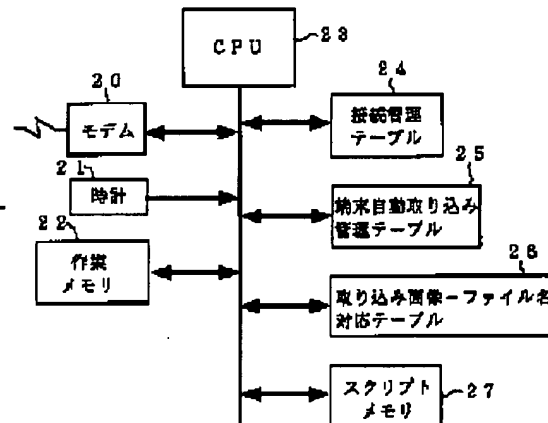 CPU
23
20
モデム
24
接続管理
テーブル
21
時計
25
端末自動取り込み
管理テーブル
22
作業
メモリ
26
取り込み画像－ファイル名
対応テーブル
スクリプト
メモリ
27